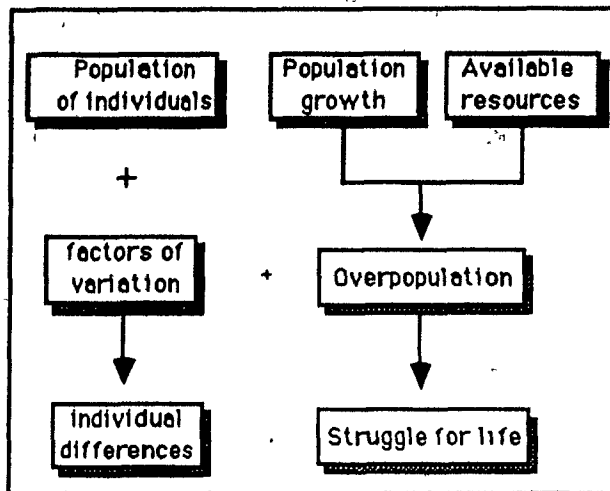 Population
of individuals
Population
growth
Available
resources
+
factors of
variation
+
Overpopulation
individual
differences
Struggle for life